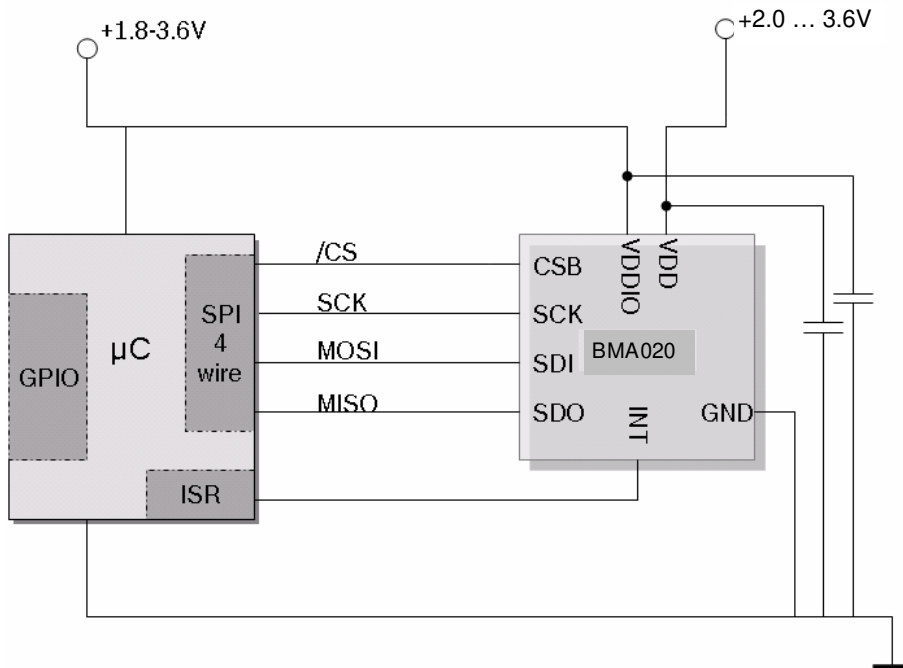 +1.8-3.6V
+2.0 … 3.6V
/CS
SCK
MOSI
MISO
µC
GPIO
SPI
4
wire
ISR
CSB
SCK
SDI
SDO
VDDIO
VDD
BMA020
INT
GND